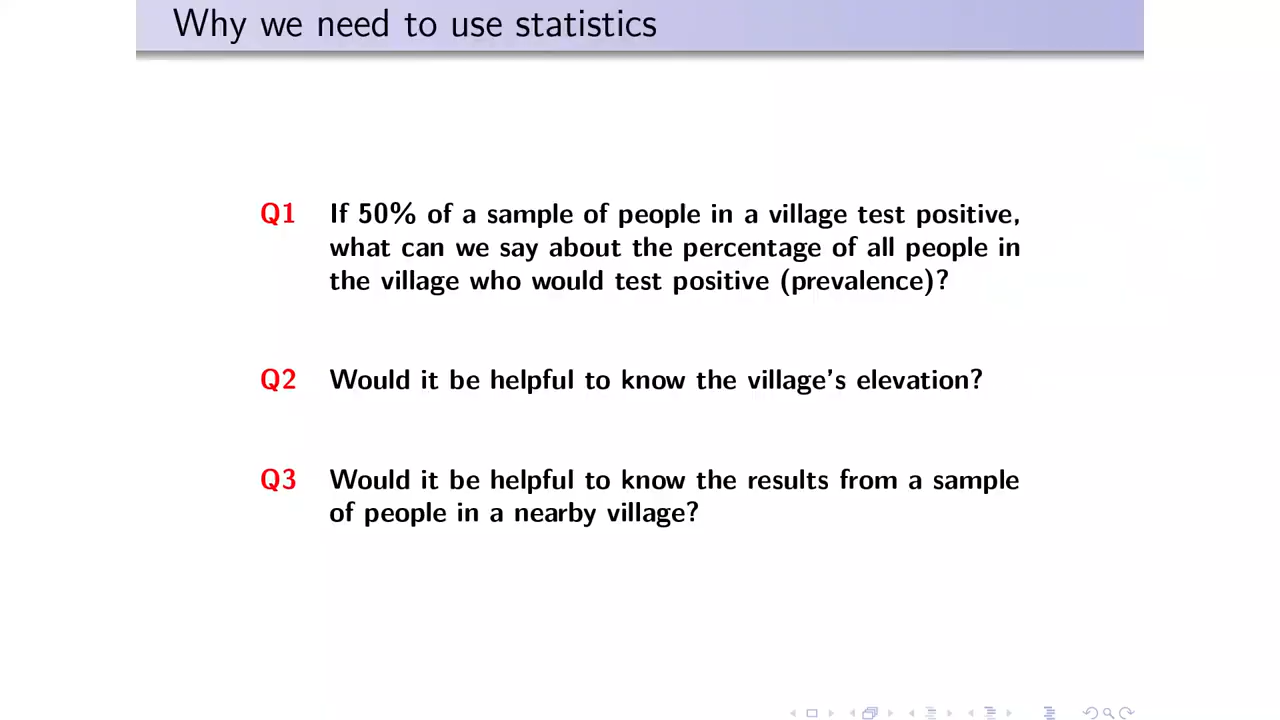 Why we need to use statistics
Q1 If 50% of a sample of people in a village test positive,
what can we say about the percentage of all people in
the village who would test positive (prevalence)?
Q2 Would it be helpful to know the village's elevation?
Q3 Would it be helpful to know the results from a sample
of people in a nearby village?